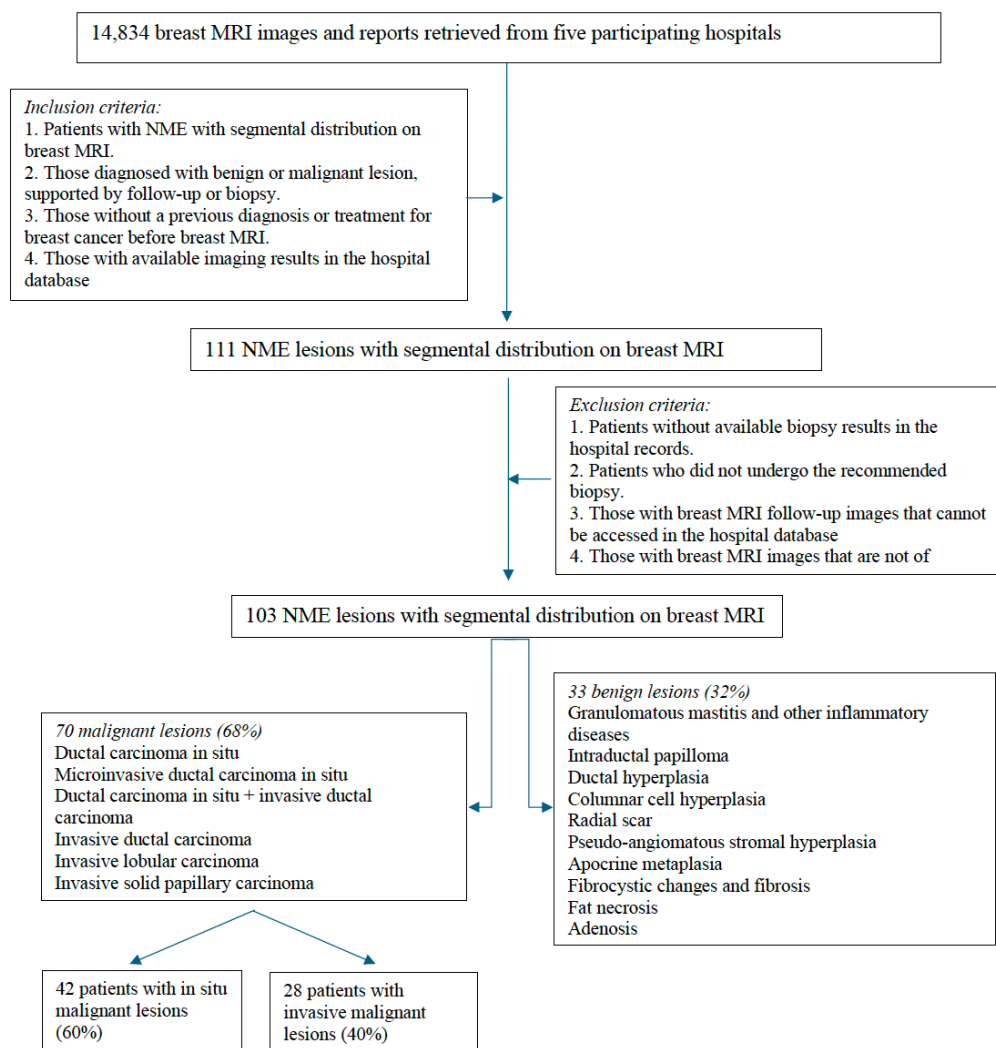 14,834 breast MRI images and reports retrieved from five participating hospitals
Inclusion criteria:
1. Patients with NME with segmental distribution on
breast MRI.
2. Those diagnosed with benign or malignant lesion,
supported by follow-up or biopsy.
3. Those without a previous diagnosis or treatment for
breast cancer before breast MRI.
4. Those with available imaging results in the hospital
database
111 NME lesions with segmental distribution on breast MRI
Exclusion criteria:
1. Patients without available biopsy results in the
hospital records.
2. Patients who did not undergo the recommended
biopsy.
3. Those with breast MRI follow-up images that cannot
be accessed in the hospital database
4. Those with breast MRI images that are not of
103 NME lesions with segmental distribution on breast MRI
70 malignant lesions (68%)
Ductal carcinoma in situ
Microinvasive ductal carcinoma in situ
Ductal carcinoma in situ + invasive ductal
carcinoma
Invasive ductal carcinoma
Invasive lobular carcinoma
Invasive solid papillary carcinoma
33 benign lesions (32%)
Granulomatous mastitis and other inflammatory
diseases
Intraductal papilloma
Ductal hyperplasia
Columnar cell hyperplasia
Radial scar
Pseudo-angiomatous stromal hyperplasia
Apocrine metaplasia
Fibrocystic changes and fibrosis
Fat necrosis
Adenosis
42 patients with in situ
malignant lesions
(60%)
28 patients with
invasive malignant
lesions (40%)